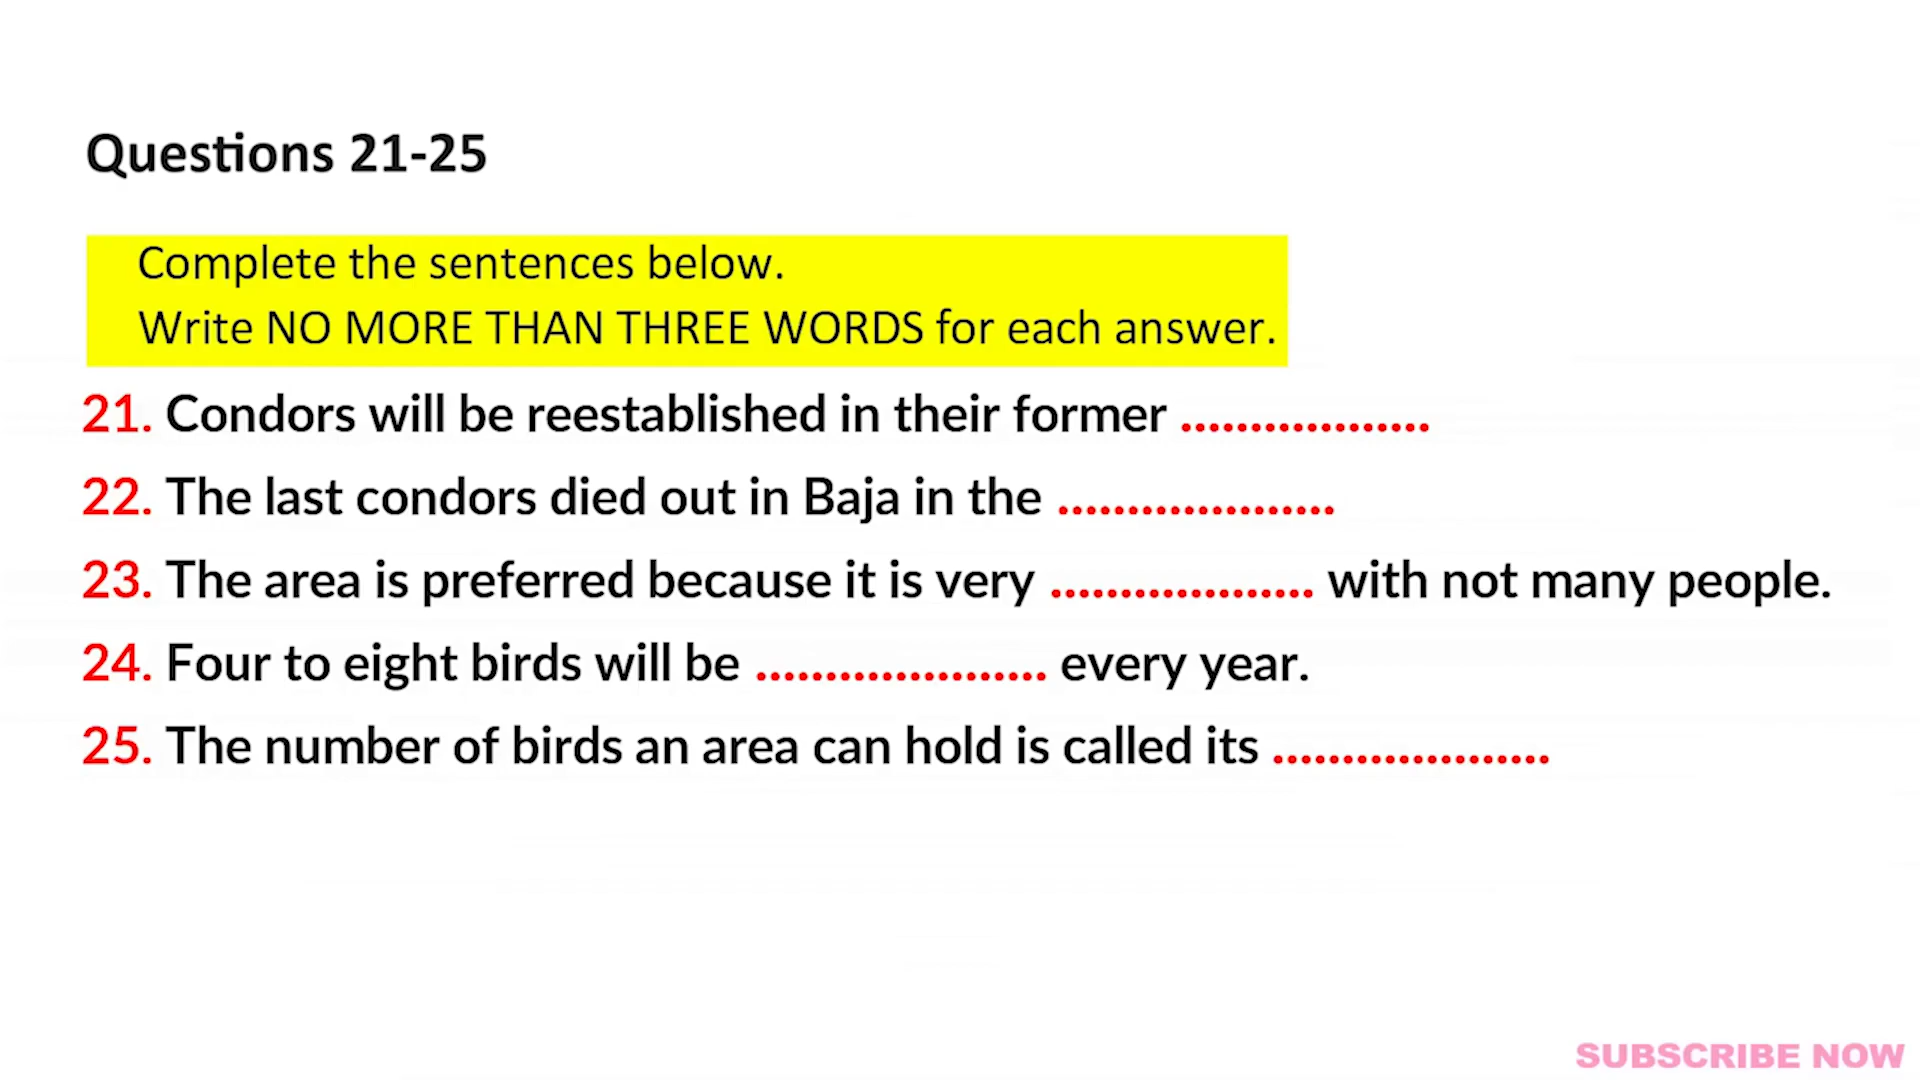 Questions 21-25
Complete the sentences below.
Write NO MORE THAN THREE WORDS for each answer.
21. Condors will be reestablished in their former ..................
22. The last condors died out in Baja in the ....................
23. The area is preferred because it is very ................... with not many people.
24. Four to eight birds will be ..................... every year.
25. The number of birds an area can hold is called its ....................
SUBSCRIBE NOW